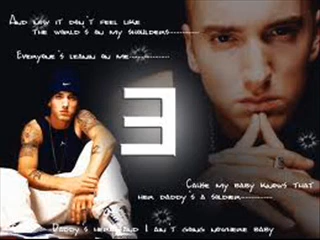 And now it don't feel like
the world's on my shoulders----------
Everyone's leanin on me----------
Ǝ
Cause my baby knows that
her daddy's a soldier----------
Daddy's here and I ain't going nowhere baby